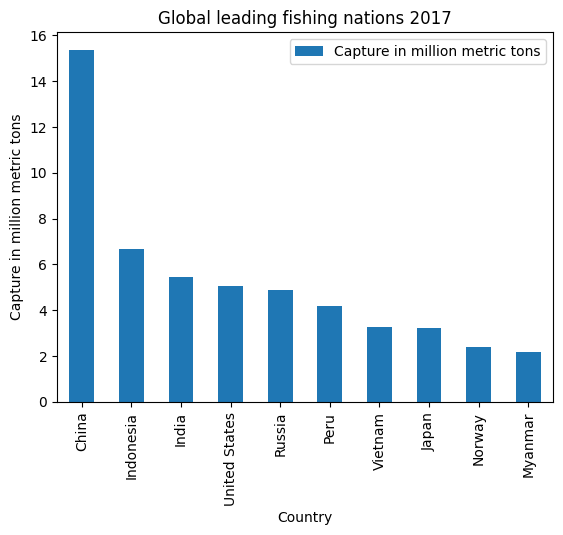 Global leading fishing nations 2017
Capture in million metric tons
Capture in million metric tons
16
14
12
10
8
6
4
2
0
China
Indonesia
India
United States
Russia
Peru
Vietnam
Japan
Norway
Myanmar
Country